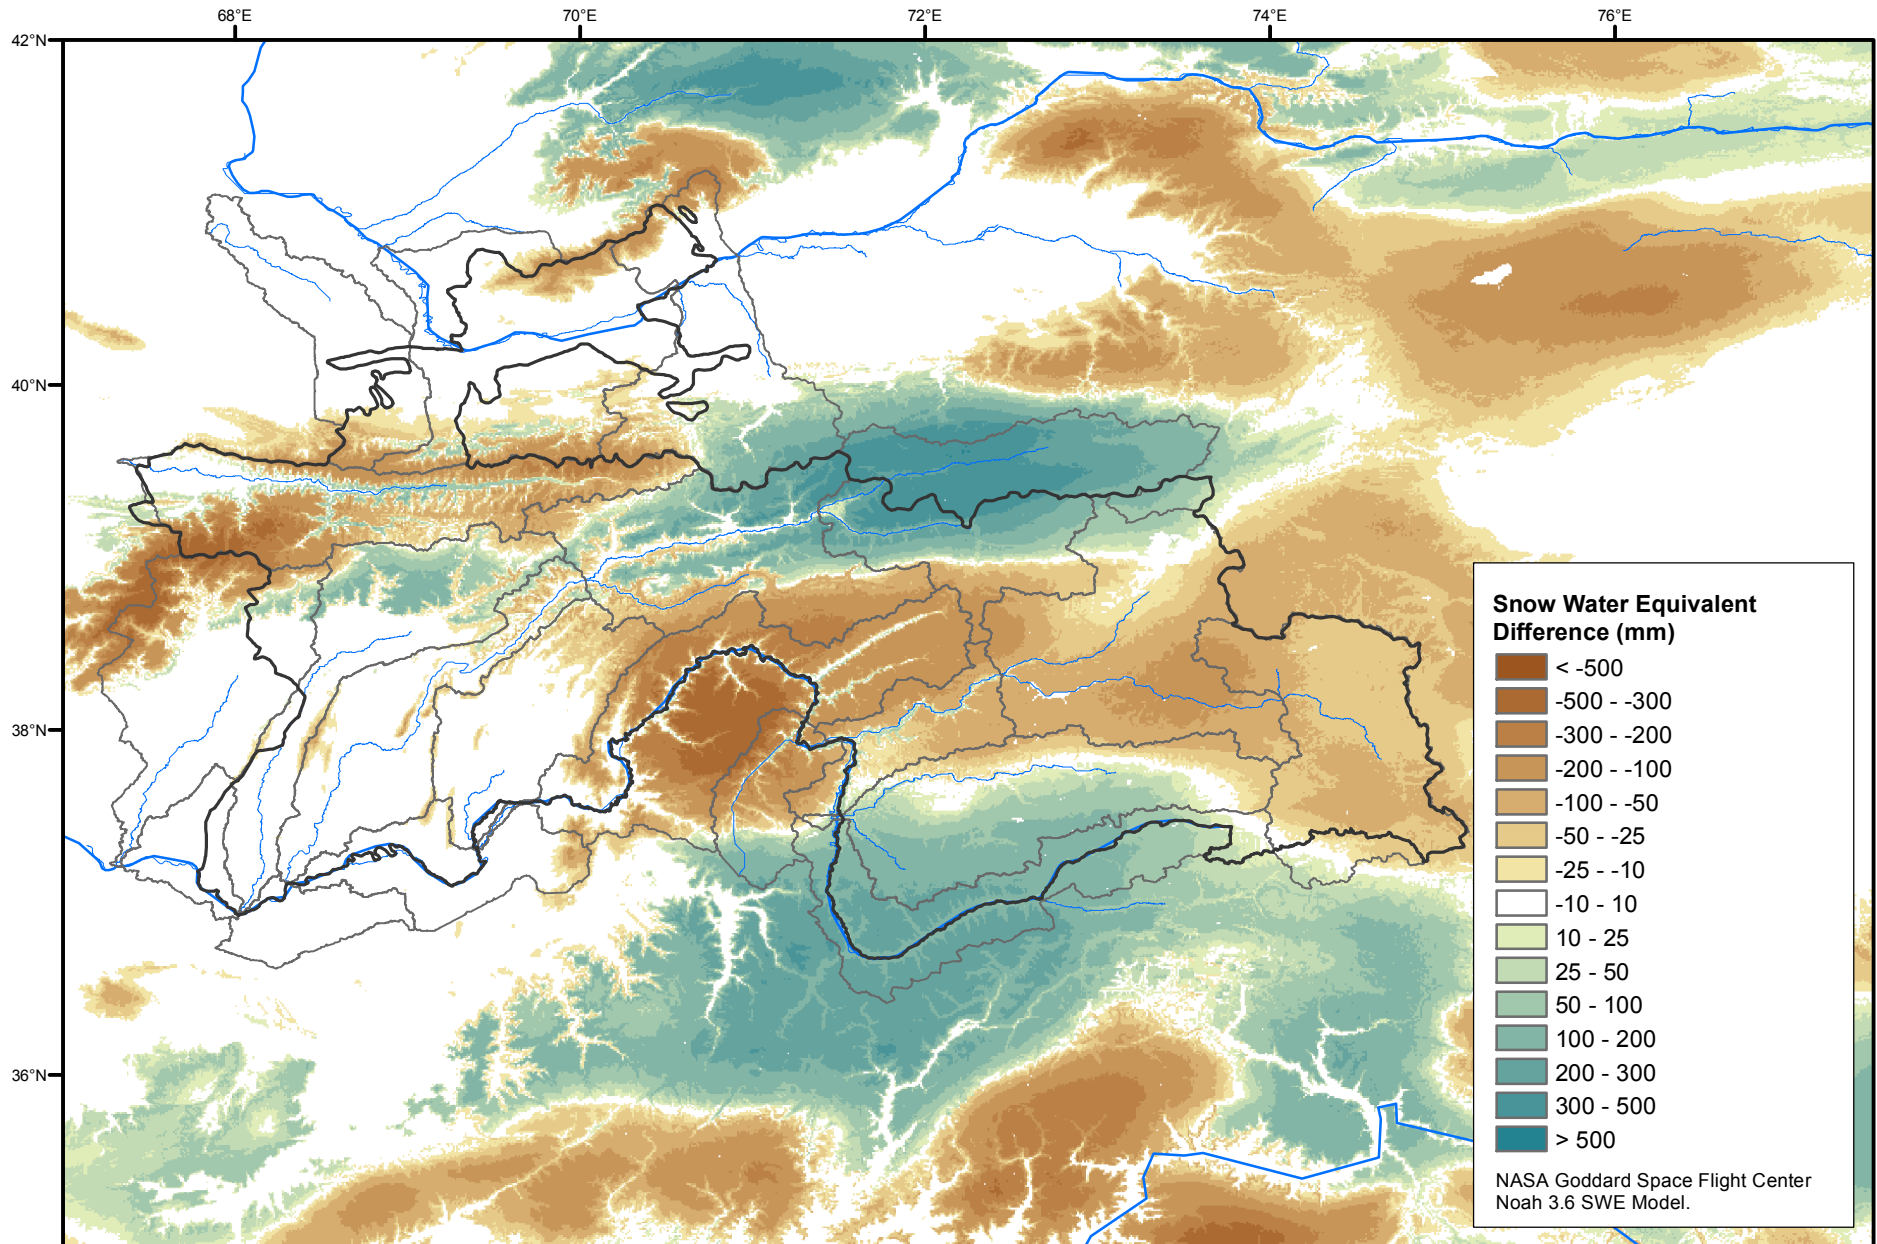 68°E 70°E 72°E 74°E 76°E
42°N
40°N
38°N
36°N
Snow Water Equivalent
Difference (mm)
< -500
-500 - -300
-300 - -200
-200 - -100
-100 - -50
-50 - -25
-25 - -10
-10 - 10
10 - 25
25 - 50
50 - 100
100 - 200
200 - 300
300 - 500
> 500
NASA Goddard Space Flight Center
Noah 3.6 SWE Model.